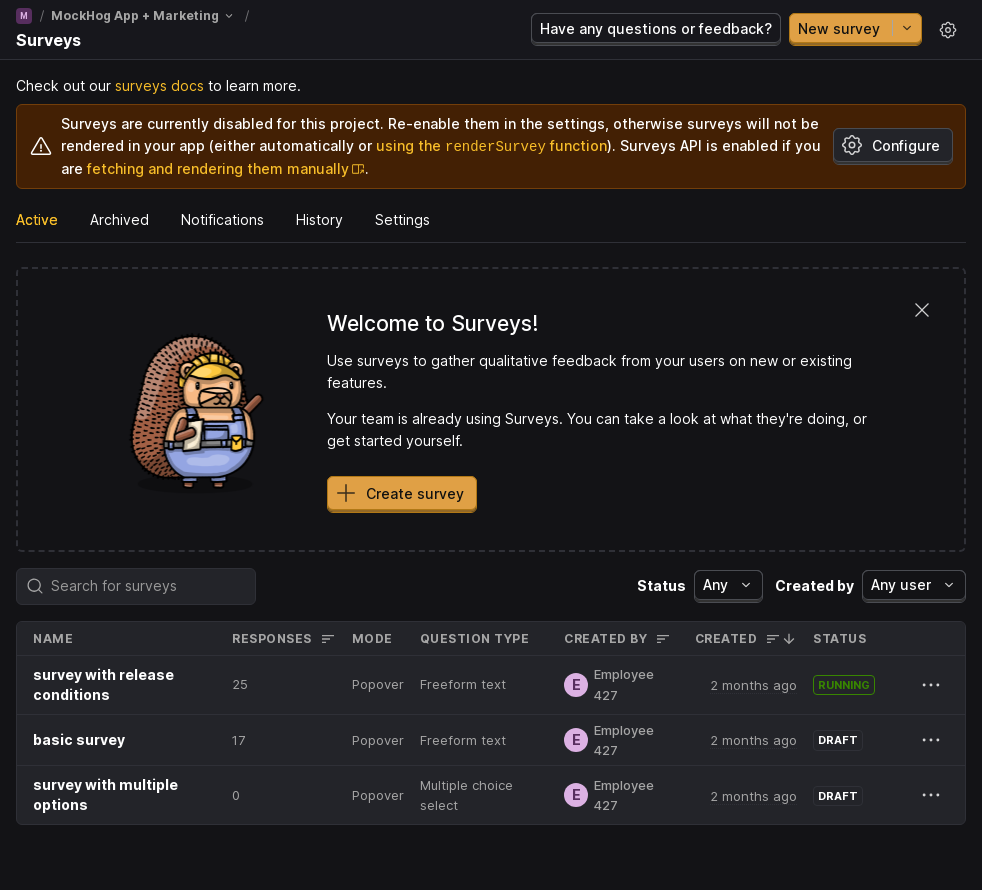 M / MockHog App + Marketing /
Surveys
Have any questions or feedback?
New survey
Check out our surveys docs to learn more.
Surveys are currently disabled for this project. Re-enable them in the settings, otherwise surveys will not be
rendered in your app (either automatically or using the renderSurvey function). Surveys API is enabled if you
are fetching and rendering them manually.
Configure
Active Archived Notifications History Settings
Welcome to Surveys!
Use surveys to gather qualitative feedback from your users on new or existing
features.
Your team is already using Surveys. You can take a look at what they're doing, or
get started yourself.
Create survey
Search for surveys
Status Any Created by Any user
NAME RESPONSES MODE QUESTION TYPE CREATED BY CREATED STATUS
survey with release
conditions
25 Popover Freeform text E Employee
427
2 months ago RUNNING
basic survey 17 Popover Freeform text E Employee
427
2 months ago DRAFT
survey with multiple
options
0 Popover Multiple choice
select
E Employee
427
2 months ago DRAFT